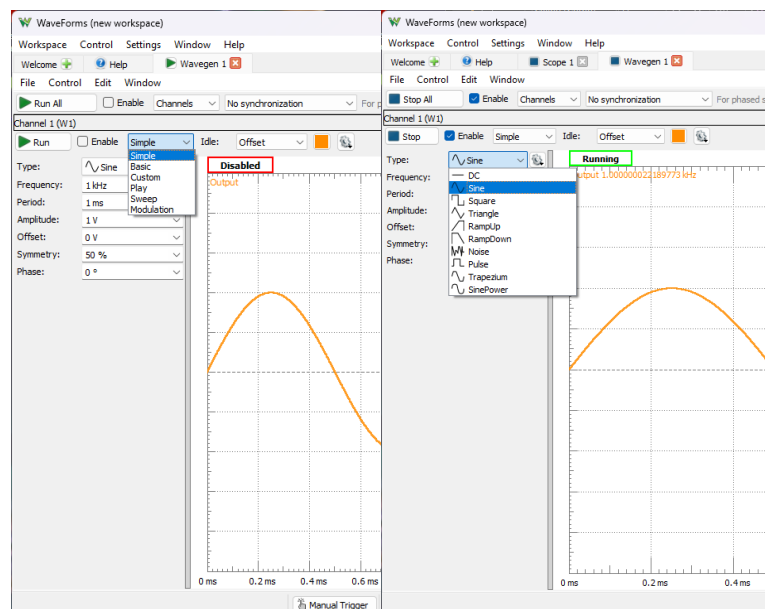 WaveForms (new workspace)
Workspace Control Settings Window Help
Welcome Help Wavegen 1
File Control Edit Window
Run All Enable Channels No synchronization For p
Channel 1 (W1)
Run Enable Simple Idle: Offset
Simple
Basic
Custom
Play
Sweep
Modulation
Type: Sine
Frequency: 1 kHz
Period: 1 ms
Amplitude: 1 V
Offset: 0 V
Symmetry: 50 %
Phase: 0 °
Disabled
Output
0 ms 0.2 ms 0.4 ms 0.6 ms
Manual Trigger
WaveForms (new workspace)
Workspace Control Settings Window Help
Welcome Help Scope 1 Wavegen 1
File Control Edit Window
Stop All Enable Channels No synchronization For phased s
Channel 1 (W1)
Stop Enable Simple Idle: Offset
Type: Sine
Frequency:
Period:
Amplitude:
Offset:
Symmetry:
Phase:
DC
Sine
Square
Triangle
RampUp
RampDown
Noise
Pulse
Trapezium
SinePower
Running
utput 1.000000022189773 kHz
0 ms 0.2 ms 0.4 ms